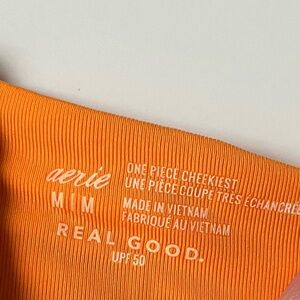 aerie
M | M
ONE PIECE CHEEKIEST
UNE PIÈCE COUPE TRÈS ÉCHANCRÉE
MADE IN VIETNAM
FABRIQUÉ AU VIETNAM
REAL GOOD.
UPF 50